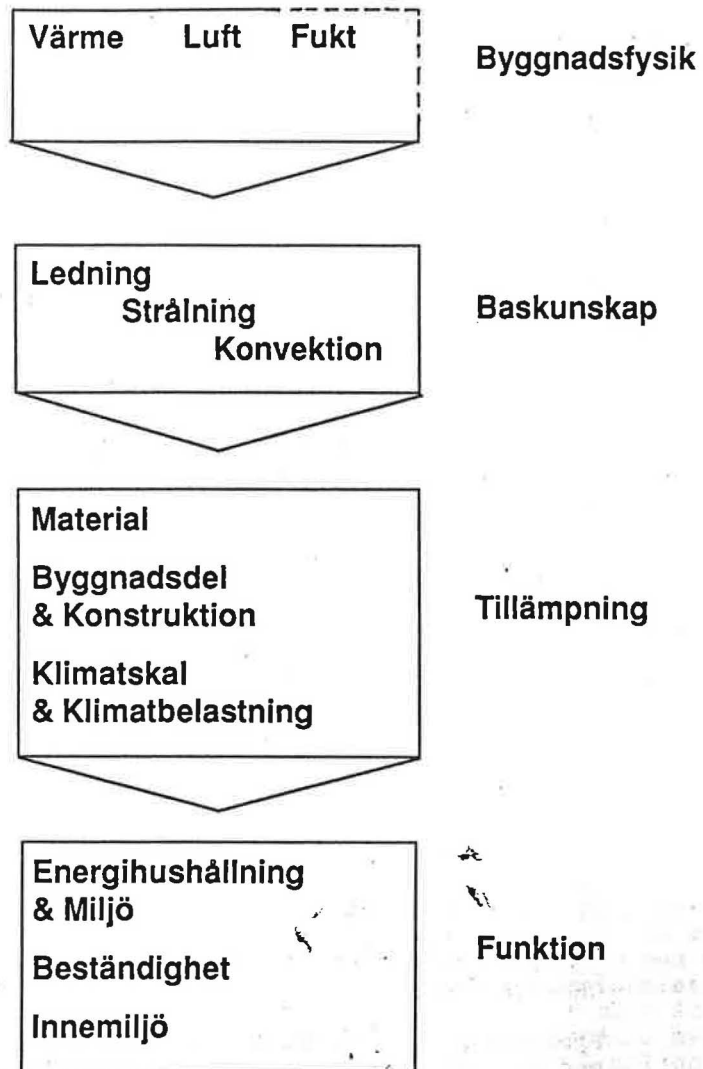 Värme Luft Fukt
Byggnadsfysik
Ledning
Strålning
Konvektion
Baskunskap
Material
Byggnadsdel
& Konstruktion
Klimatskal
& Klimatbelastning
Tillämpning
Energihushållning
& Miljö
Beständighet
Innemiljö
Funktion